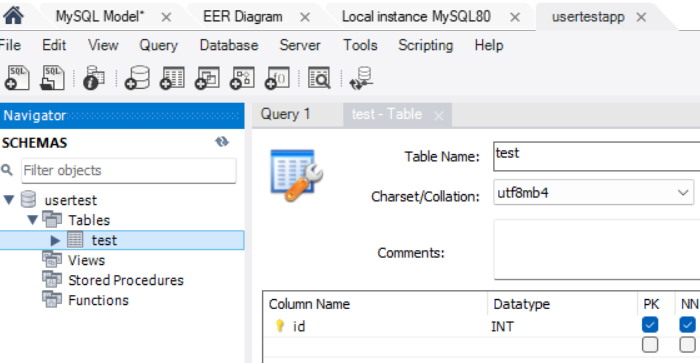 MySQL Model* × EER Diagram × Local instance MySQL80 × usertestapp ×
File Edit View Query Database Server Tools Scripting Help
SQL SQL
Navigator
SCHEMAS
Filter objects
usertest
Tables
test
Views
Stored Procedures
Functions
Query 1 test - Table ×
Table Name: test
Charset/Collation: utf8mb4
Comments:
Column Name Datatype PK NN
id INT